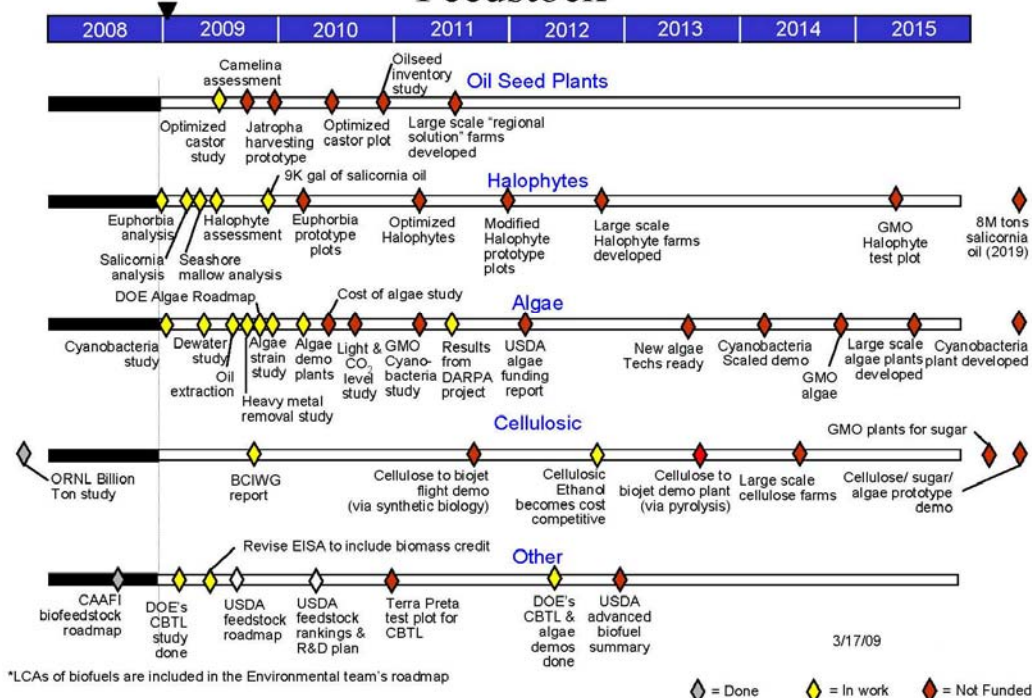 Feedstock
2008 2009 2010 2011 2012 2013 2014 2015
Oil Seed Plants
Camelina
assessment
Oilseed
inventory
study
Optimized
castor
study
Jatropha
harvesting
prototype
Optimized
castor plot
Large scale “regional
solution” farms
developed
Halophytes
9K gal of salicornia oil
Euphorbia
analysis
Halophyte
assessment
Salicornia
analysis
Seashore
mallow analysis
Euphorbia
prototype
plots
Optimized
Halophytes
Modified
Halophyte
prototype
plots
Large scale
Halophyte farms
developed
GMO
Halophyte
test plot
8M tons
salicornia
oil (2019)
Algae
DOE Algae Roadmap
Cost of algae study
Cyanobacteria
study
Dewater
study
Oil
extraction
Heavy metal
removal study
Algae
strain
study
Algae
demo
plants
Light &
CO2
level
study
GMO
Cyano-
bacteria
study
Results
from
DARPA
project
USDA
algae
funding
report
New algae
Techs ready
Cyanobacteria
Scaled demo
GMO
algae
Large scale
algae plants
developed
Cyanobacteria
plant developed
Cellulosic
GMO plants for sugar
ORNL Billion
Ton study
BCIWG
report
Cellulose to biojet
flight demo
(via synthetic biology)
Cellulosic
Ethanol
becomes cost
competitive
Cellulose to
biojet demo plant
(via pyrolysis)
Large scale
cellulose farms
Cellulose/ sugar/
algae prototype
demo
Other
Revise EISA to include biomass credit
CAAFI
biofeedstock
roadmap
DOE's
CBTL
study
done
USDA
feedstock
roadmap
USDA
feedstock
rankings &
R&D plan
Terra Preta
test plot for
CBTL
DOE's
CBTL &
algae
demos
done
USDA
advanced
biofuel
summary
3/17/09
*LCAs of biofuels are included in the Environmental team's roadmap
= Done = In work = Not Funded